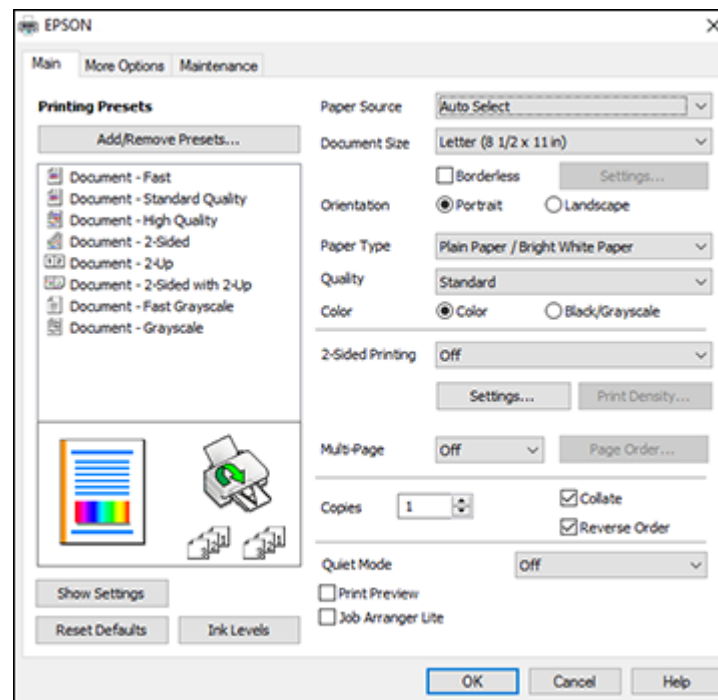 EPSON
Main More Options Maintenance
Printing Presets
Add/Remove Presets...
Document - Fast
Document - Standard Quality
Document - High Quality
Document - 2-Sided
Document - 2-Up
Document - 2-Sided with 2-Up
Document - Fast Grayscale
Document - Grayscale
Show Settings
Reset Defaults Ink Levels
Paper Source Auto Select
Document Size Letter (8 1/2 x 11 in)
Borderless Settings...
Orientation Portrait Landscape
Paper Type Plain Paper / Bright White Paper
Quality Standard
Color Color Black/Grayscale
2-Sided Printing Off
Settings... Print Density...
Multi-Page Off Page Order...
Copies 1 Collate
Reverse Order
Quiet Mode Off
Print Preview
Job Arranger Lite
OK Cancel Help